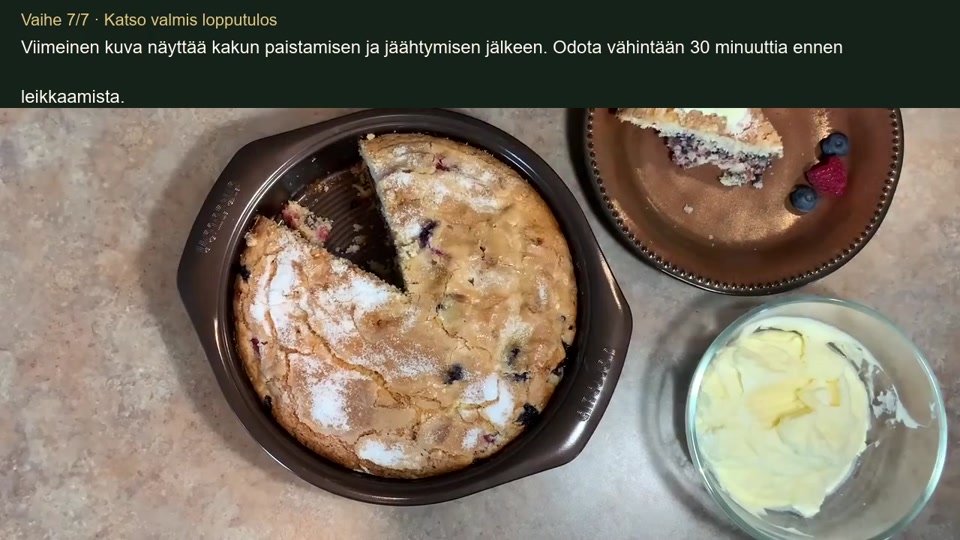 Vaihe 7/7 · Katso valmis lopputulos
Viimeinen kuva näyttää kakun paistamisen ja jäähtymisen jälkeen. Odota vähintään 30 minuuttia ennen
leikkaamista.